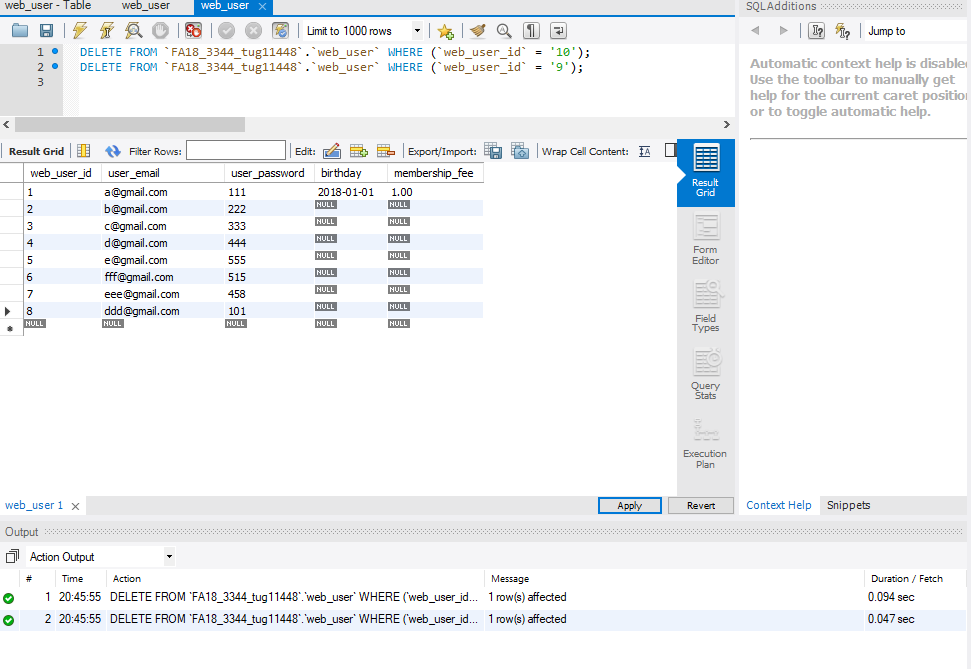 web_user - Table web_user web_user SQLAdditions
Limit to 1000 rows Jump to
1 DELETE FROM `FA18_3344_tug11448`.`web_user` WHERE (`web_user_id` = '10');
2 DELETE FROM `FA18_3344_tug11448`.`web_user` WHERE (`web_user_id` = '9');
3
Automatic context help is disabled
Use the toolbar to manually get
help for the current caret position
or to toggle automatic help.
Result Grid Filter Rows: Edit: Export/Import: Wrap Cell Content: IA
web_user_id user_email user_password birthday membership_fee
1 a@gmail.com 111 2018-01-01 1.00
2 b@gmail.com 222 NULL NULL
3 c@gmail.com 333 NULL NULL
4 d@gmail.com 444 NULL NULL
5 e@gmail.com 555 NULL NULL
6 fff@gmail.com 515 NULL NULL
7 eee@gmail.com 458 NULL NULL
8 ddd@gmail.com 101 NULL NULL
NULL NULL NULL NULL NULL
Result
Grid
Form
Editor
Field
Types
Query
Stats
Execution
Plan
web_user 1 Apply Revert Context Help Snippets
Output
Action Output
# Time Action Message Duration / Fetch
1 20:45:55 DELETE FROM `FA18_3344_tug11448`.`web_user` WHERE (`web_user_id... 1 row(s) affected 0.094 sec
2 20:45:55 DELETE FROM `FA18_3344_tug11448`.`web_user` WHERE (`web_user_id... 1 row(s) affected 0.047 sec